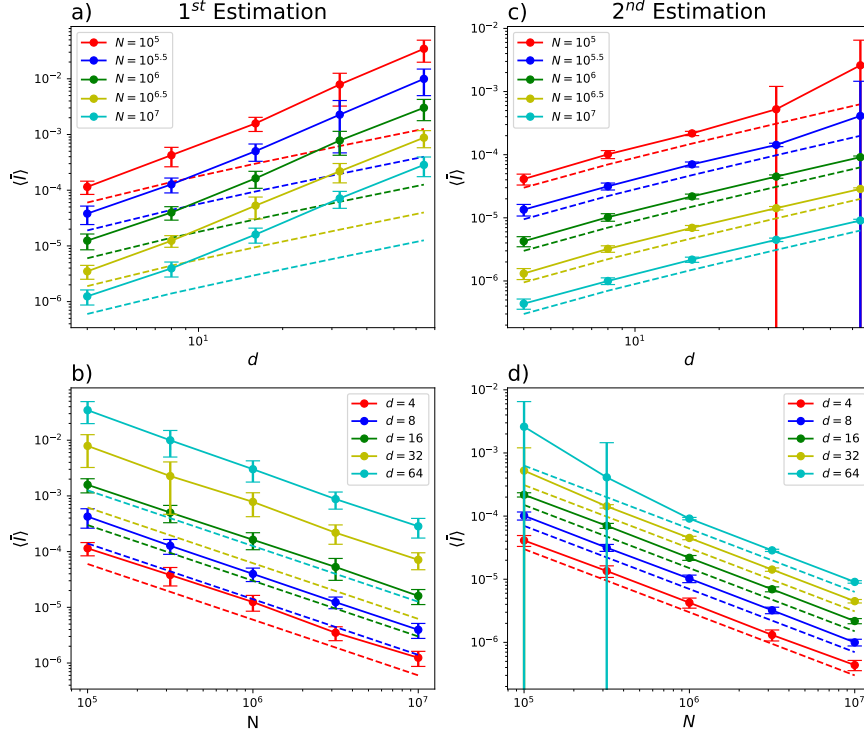 a) 1st Estimation
N = 10^5
N = 10^5.5
N = 10^6
N = 10^6.5
N = 10^7
10^-2
10^-3
10^-4
10^-5
10^-6
⟨Ī⟩
10^1
d
c) 2nd Estimation
N = 10^5
N = 10^5.5
N = 10^6
N = 10^6.5
N = 10^7
10^-2
10^-3
10^-4
10^-5
10^-6
⟨Ī⟩
10^1
d
b)
d = 4
d = 8
d = 16
d = 32
d = 64
10^-2
10^-3
10^-4
10^-5
10^-6
⟨Ī⟩
10^5 10^6 10^7
N
d)
d = 4
d = 8
d = 16
d = 32
d = 64
10^-2
10^-3
10^-4
10^-5
10^-6
⟨Ī⟩
10^5 10^6 10^7
N